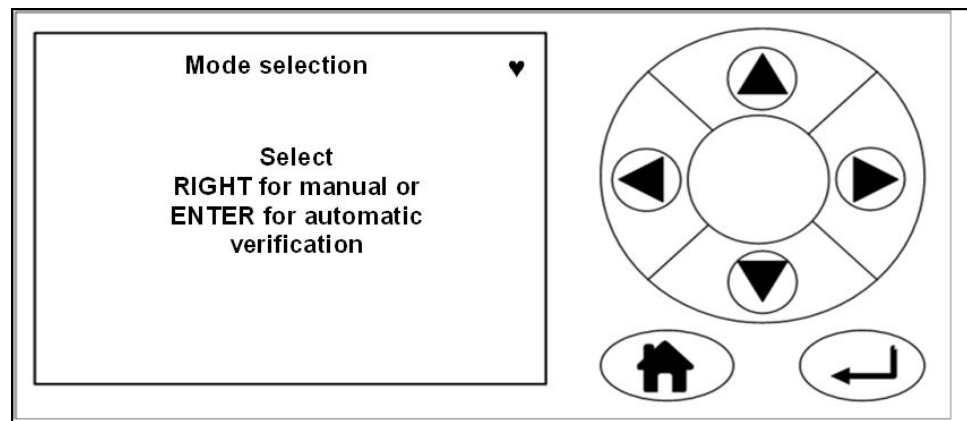 Mode selection ♥
Select
RIGHT for manual or
ENTER for automatic
verification